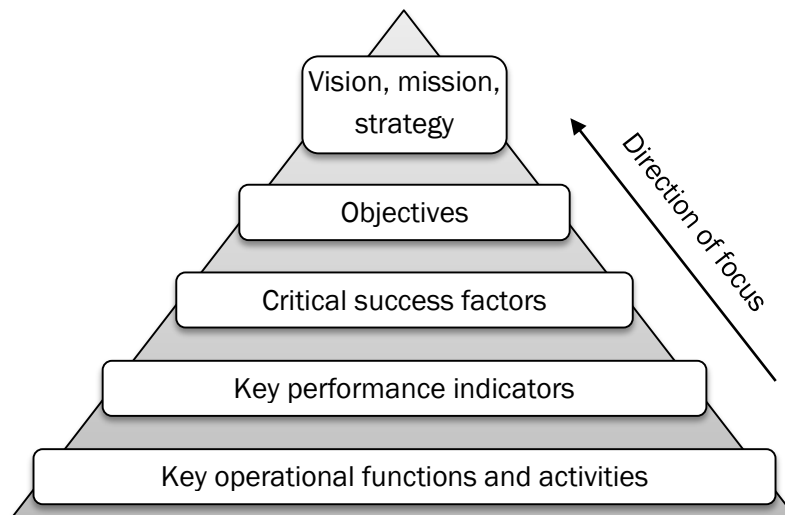 Vision, mission,
strategy
Direction of focus
Objectives
Critical success factors
Key performance indicators
Key operational functions and activities